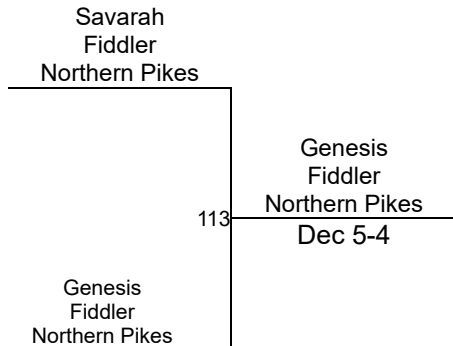 Savarah
Fiddler
Northern Pikes
Genesis
Fiddler
Northern Pikes
113
Dec 5-4
Genesis
Fiddler
Northern Pikes